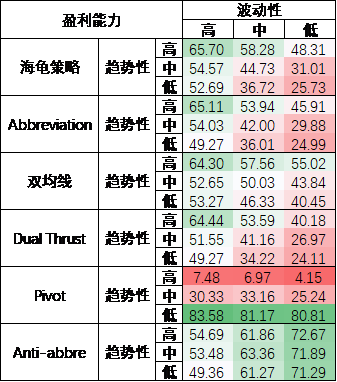 盈利能力 波动性
高 中 低
海龟策略 趋势性 高 65.70 58.28 48.31
中 54.57 44.73 31.01
低 52.69 36.72 25.73
Abbreviation 趋势性 高 65.11 53.94 45.91
中 54.03 42.00 29.88
低 49.27 36.01 24.99
双均线 趋势性 高 64.30 57.56 55.02
中 52.65 50.03 43.84
低 53.27 46.33 40.45
Dual Thrust 趋势性 高 64.44 53.59 40.18
中 51.55 41.16 26.97
低 49.27 34.22 24.11
Pivot 趋势性 高 7.48 6.97 4.15
中 30.33 33.16 25.24
低 83.58 81.17 80.81
Anti-abbre 趋势性 高 54.69 61.86 72.67
中 53.48 63.36 71.89
低 49.36 61.27 71.29